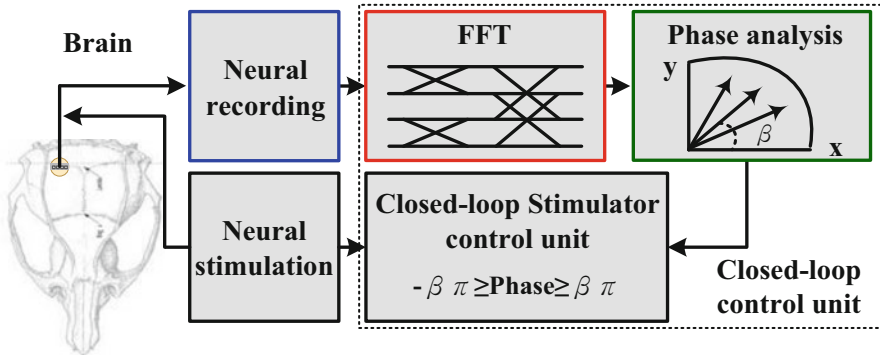 Brain
Neural
recording
FFT
Phase analysis
y
β
x
Neural
stimulation
Closed-loop Stimulator
control unit
- β π ≥Phase≥ β π
Closed-loop
control unit